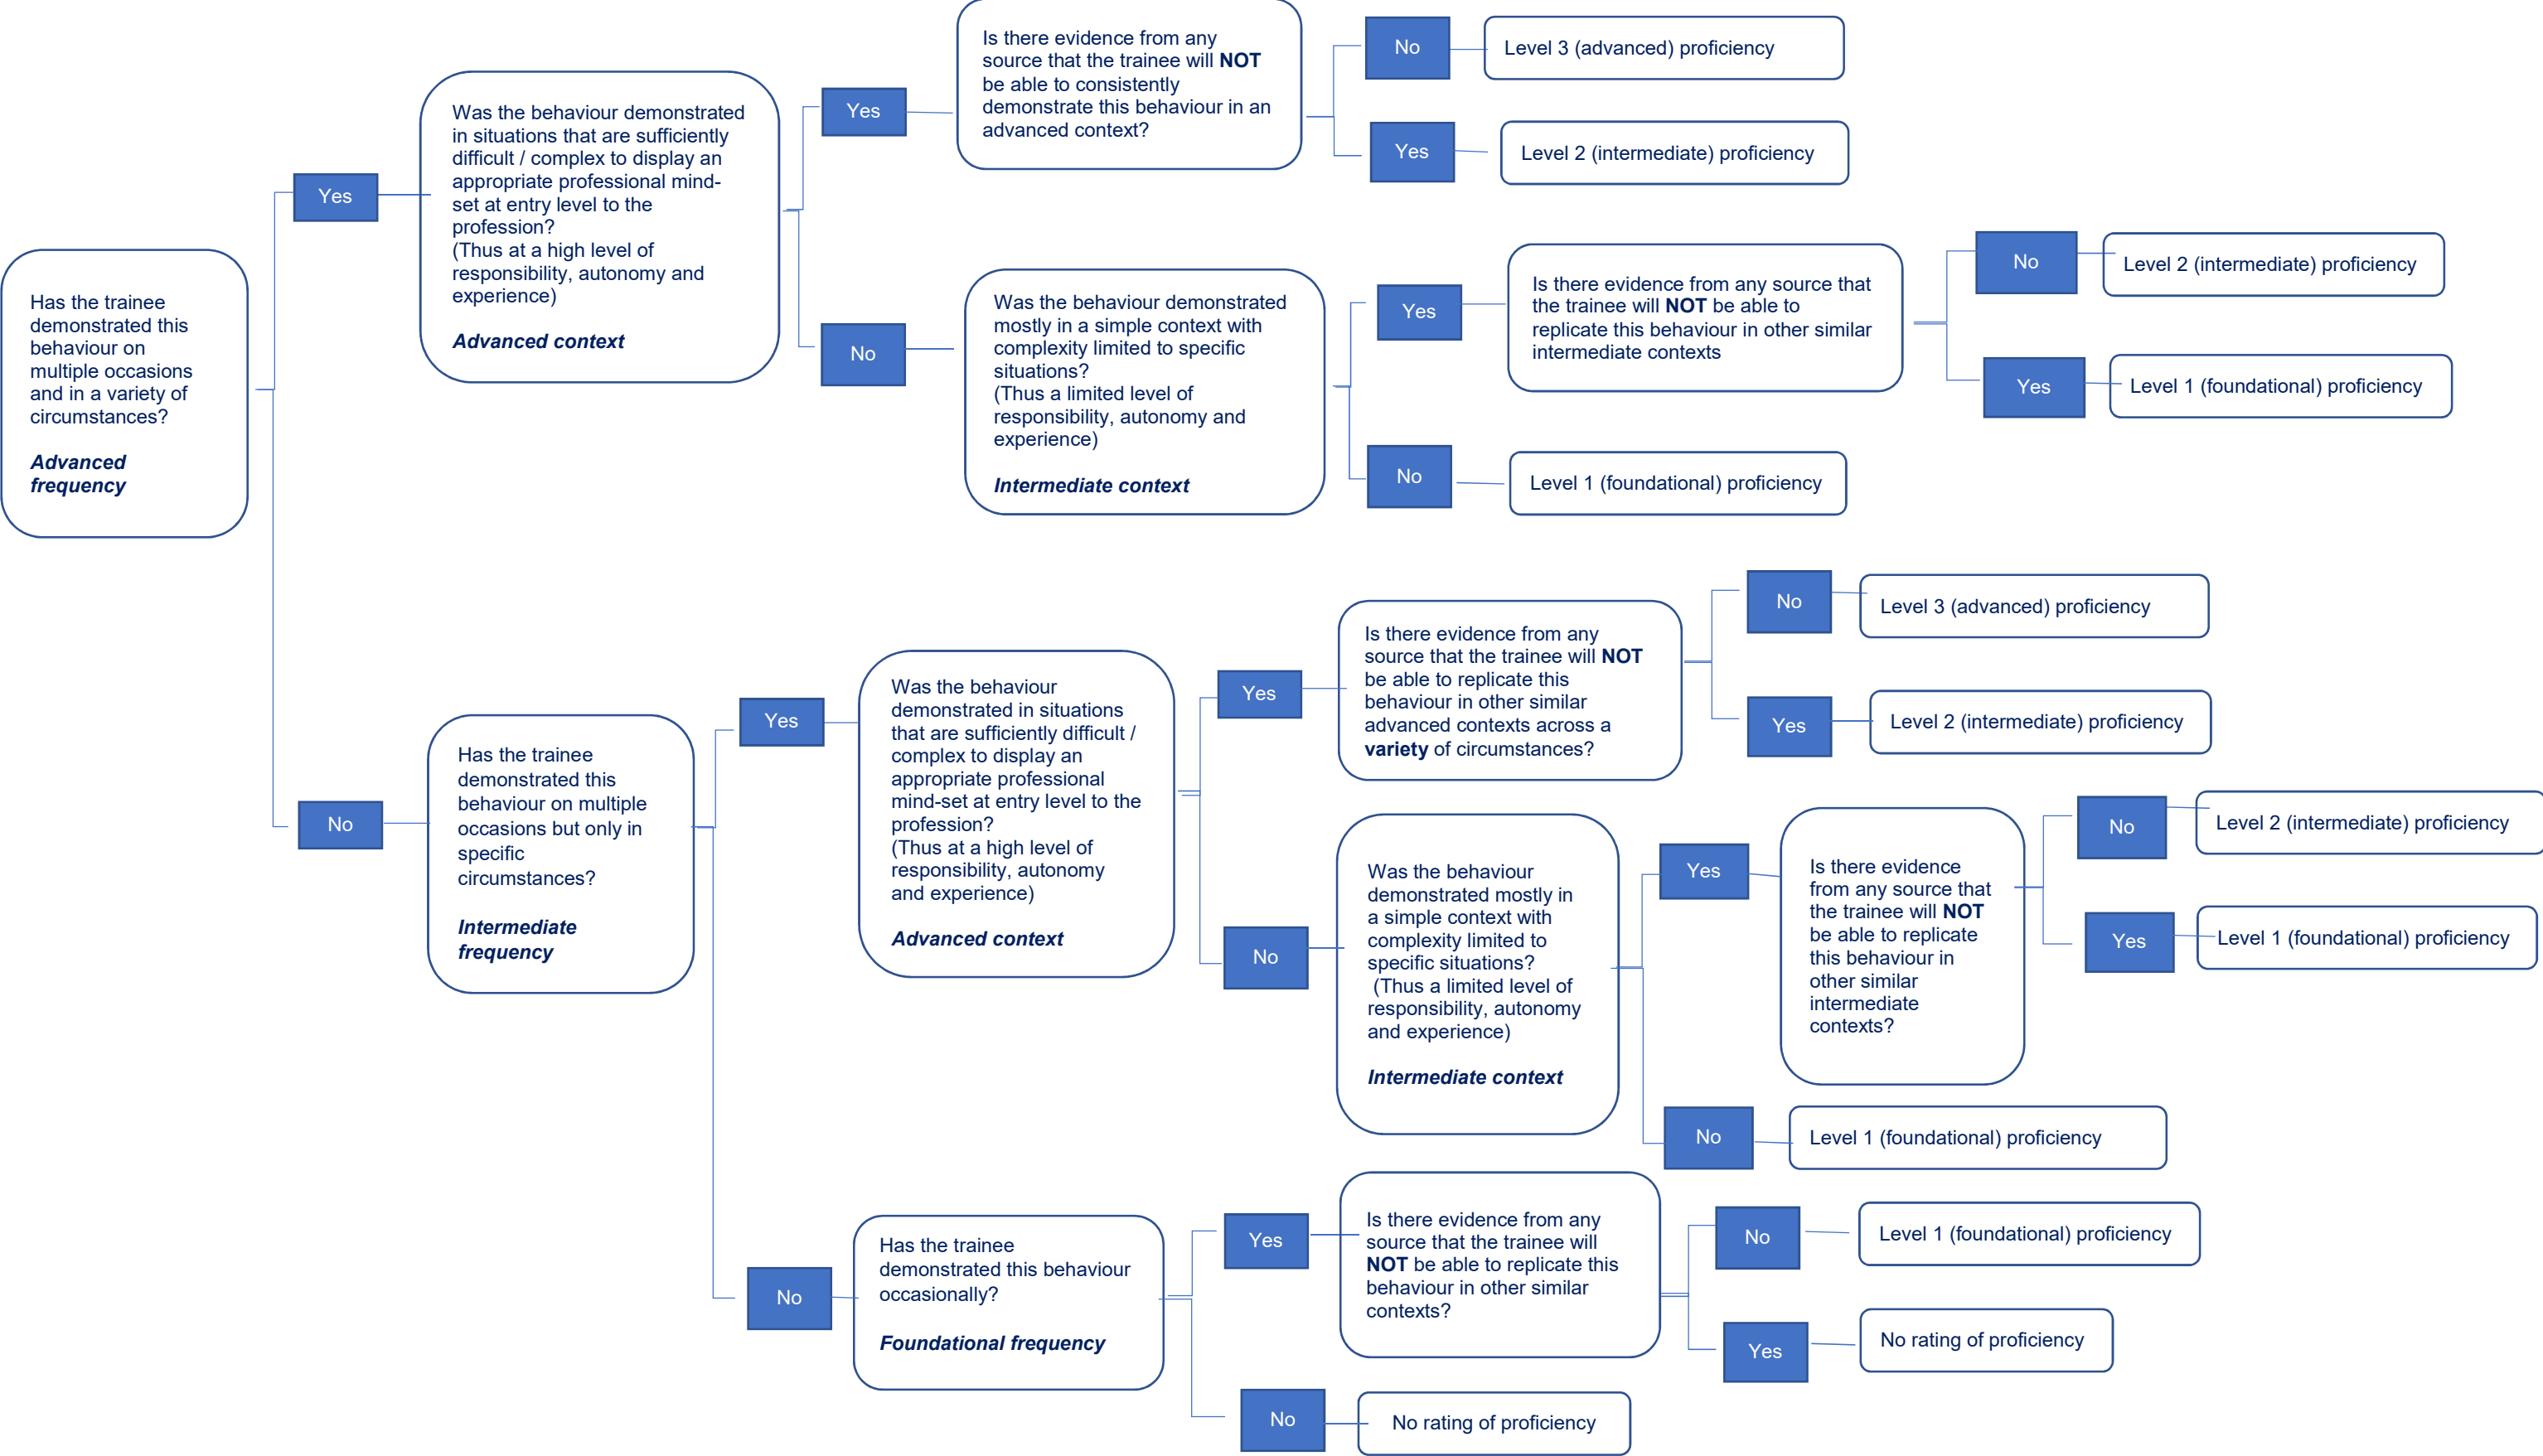 Has the trainee
demonstrated this
behaviour on
multiple occasions
and in a variety of
circumstances?
Advanced
frequency
Yes
Was the behaviour demonstrated
in situations that are sufficiently
difficult / complex to display an
appropriate professional mind-
set at entry level to the
profession?
(Thus at a high level of
responsibility, autonomy and
experience)
Advanced context
Yes
Is there evidence from any
source that the trainee will NOT
be able to consistently
demonstrate this behaviour in an
advanced context?
No
Level 3 (advanced) proficiency
Yes
Level 2 (intermediate) proficiency
No
Was the behaviour demonstrated
mostly in a simple context with
complexity limited to specific
situations?
(Thus a limited level of
responsibility, autonomy and
experience)
Intermediate context
Yes
Is there evidence from any source that
the trainee will NOT be able to
replicate this behaviour in other similar
intermediate contexts
No
Level 2 (intermediate) proficiency
Yes
Level 1 (foundational) proficiency
No
Level 1 (foundational) proficiency
No
Has the trainee
demonstrated this
behaviour on multiple
occasions but only in
specific
circumstances?
Intermediate
frequency
Yes
Was the behaviour
demonstrated in situations
that are sufficiently difficult /
complex to display an
appropriate professional
mind-set at entry level to the
profession?
(Thus at a high level of
responsibility, autonomy
and experience)
Advanced context
Yes
Is there evidence from any
source that the trainee will NOT
be able to replicate this
behaviour in other similar
advanced contexts across a
variety of circumstances?
No
Level 3 (advanced) proficiency
Yes
Level 2 (intermediate) proficiency
No
Was the behaviour
demonstrated mostly in
a simple context with
complexity limited to
specific situations?
(Thus a limited level of
responsibility, autonomy
and experience)
Intermediate context
Yes
Is there evidence
from any source that
the trainee will NOT
be able to replicate
this behaviour in
other similar
intermediate
contexts?
No
Level 2 (intermediate) proficiency
Yes
Level 1 (foundational) proficiency
No
Level 1 (foundational) proficiency
No
Has the trainee
demonstrated this behaviour
occasionally?
Foundational frequency
Yes
Is there evidence from any
source that the trainee will
NOT be able to replicate this
behaviour in other similar
contexts?
No
Level 1 (foundational) proficiency
Yes
No rating of proficiency
No
No rating of proficiency